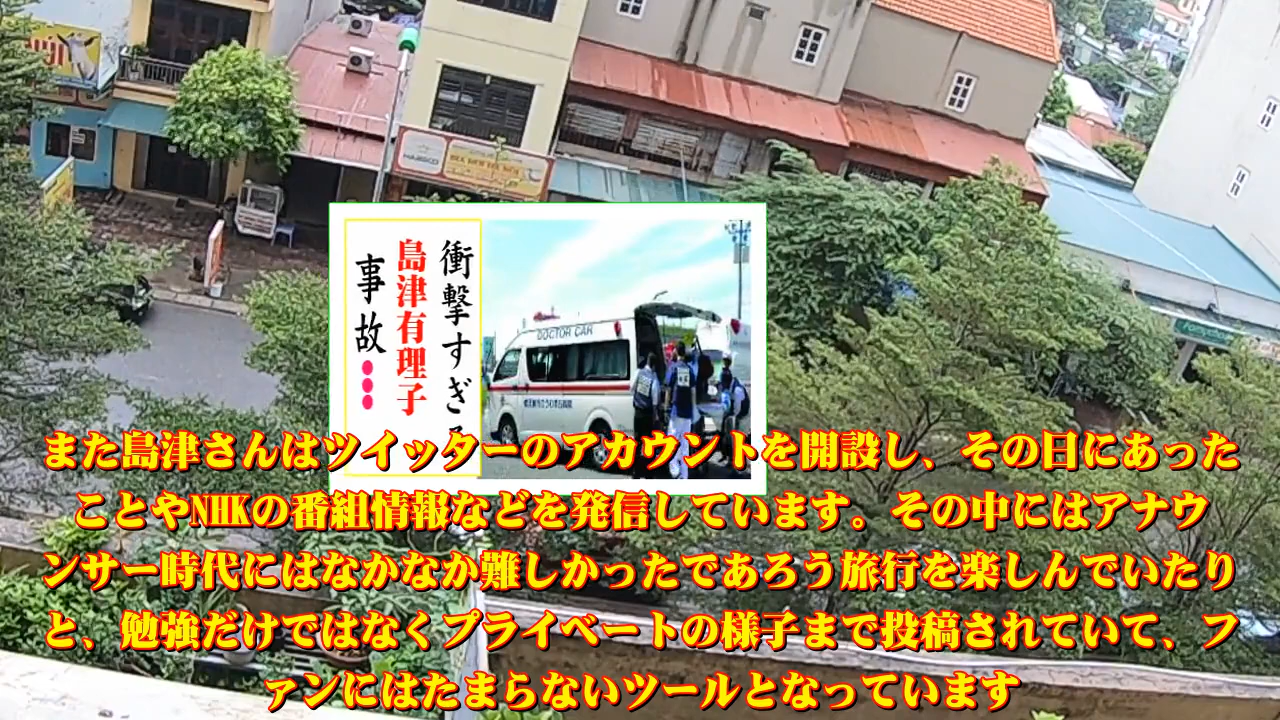 HABECO
衝撃すぎ
島津有理子
事故•••
DOCTOR CAR
また島津さんはツイッターのアカウントを開設し、その日にあった
ことやNHKの番組情報などを発信しています。その中にはアナウ
ンサー時代にはなかなか難しかったであろう旅行を楽しんでいたり
と、勉強だけではなくプライベートの様子まで投稿されていて、フ
ァンにはたまらないツールとなっています